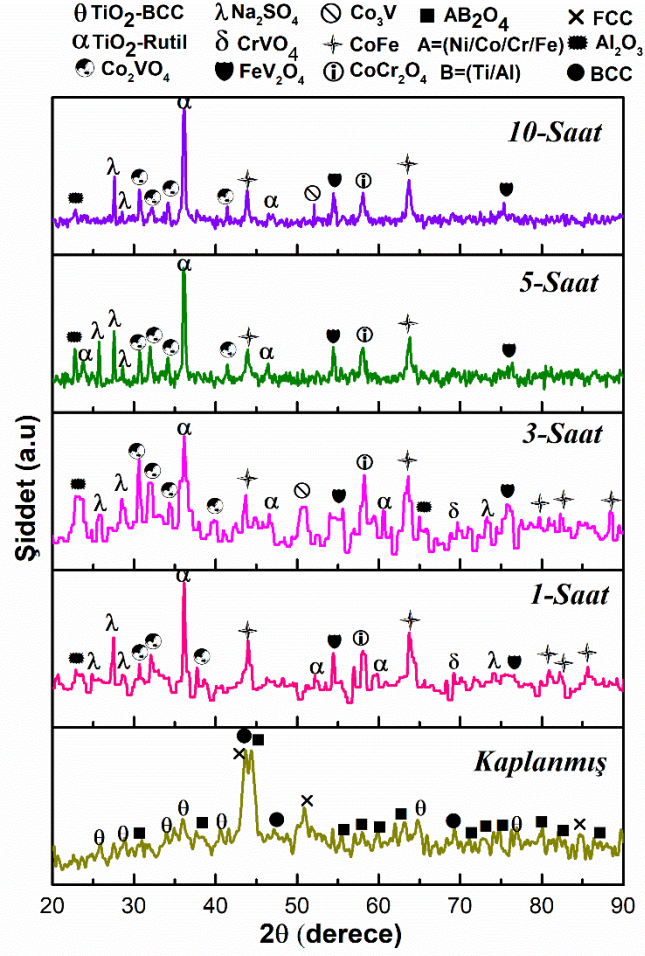 θ TiO₂-BCC λ Na₂SO₄ Co₃V AB₂O₄ FCC
α TiO₂-Rutil δ CrVO₄ CoFe A=(Ni/Co/Cr/Fe) Al₂O₃
Co₂VO₄ FeV₂O₄ CoCr₂O₄ B=(Ti/Al) BCC
α
10-Saat
λ λ α
α
5-Saat
α λ λ λ α
α
3-Saat
λ λ α α δ λ
α
1-Saat
λ λ λ α α δ λ
Kaplanmış
θ θ θ θ θ θ θ
Şiddet (a.u)
20 30 40 50 60 70 80 90
2θ (derece)